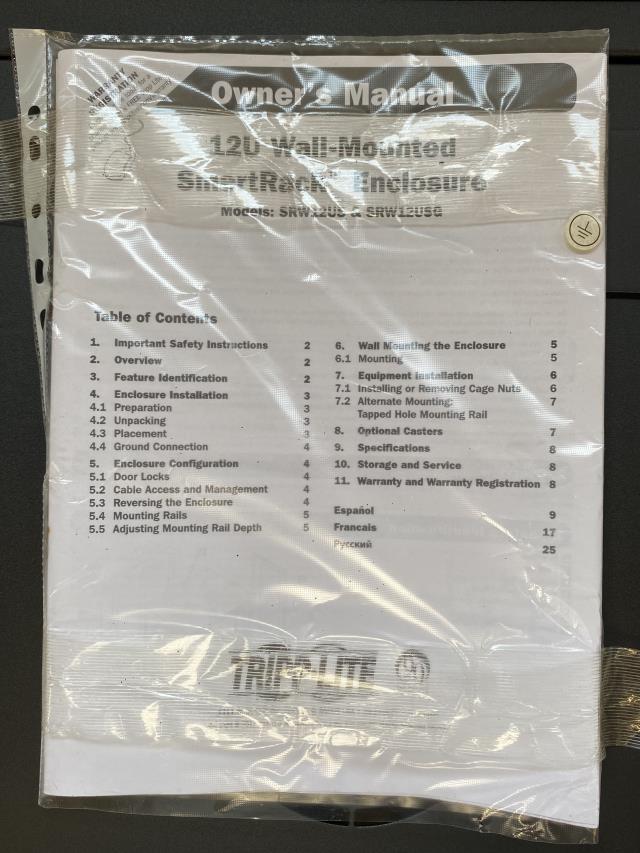 WARRANTY
REGISTRATION
Owner's Manual
12U Wall-Mounted
SmartRack™ Enclosure
Models: SRW12US & SRW12USG
Table of Contents
1. Important Safety Instructions 2
2. Overview 2
3. Feature Identification 2
4. Enclosure Installation 3
4.1 Preparation 3
4.2 Unpacking 3
4.3 Placement 3
4.4 Ground Connection 4
5. Enclosure Configuration 4
5.1 Door Locks 4
5.2 Cable Access and Management 4
5.3 Reversing the Enclosure 4
5.4 Mounting Rails 5
5.5 Adjusting Mounting Rail Depth 5
6. Wall Mounting the Enclosure 5
6.1 Mounting 5
7. Equipment Installation 6
7.1 Installing or Removing Cage Nuts 6
7.2 Alternate Mounting: 7
Tapped Hole Mounting Rail
8. Optional Casters 7
9. Specifications 8
10. Storage and Service 8
11. Warranty and Warranty Registration 8
Español 9
Francais 17
Русский 25
TRIPP·LITE